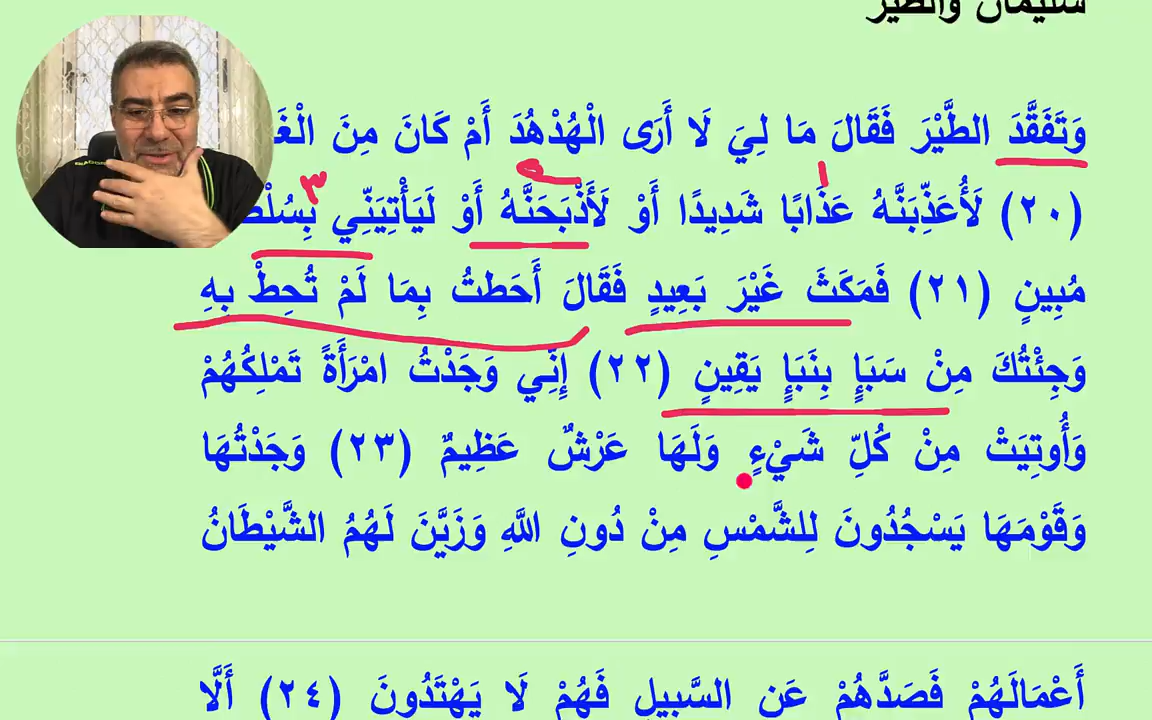 سليمان والطير
وَتَفَقَّدَ الطَّيْرَ فَقَالَ مَا لِيَ لَا أَرَى الْهُدْهُدَ أَمْ كَانَ مِنَ
(٢٠) لَأُعَذِّبَنَّهُ عَذَابًا شَدِيدًا أَوْ لَأَذْبَحَنَّهُ أَوْ لَيَأْتِيَنِّي
مُبِينٍ (٢١) فَمَكَثَ غَيْرَ بَعِيدٍ فَقَالَ أَحَطتُ بِمَا لَمْ تُحِطْ بِهِ
وَجِئْتُكَ مِنْ سَبَإٍ بِنَبَإٍ يَقِينٍ (٢٢) إِنِّي وَجَدْتُ امْرَأَةً تَمْلِكُهُمْ
وَأُوتِيَتْ مِنْ كُلِّ شَيْءٍ وَلَهَا عَرْشٌ عَظِيمٌ (٢٣) وَجَدْتُهَا
وَقَوْمَهَا يَسْجُدُونَ لِلشَّمْسِ مِنْ دُونِ اللَّهِ وَزَيَّنَ لَهُمُ الشَّيْطَانُ
أَعْمَالَهُمْ فَصَدَّهُمْ عَنِ السَّبِيلِ فَهُمْ لَا يَهْتَدُونَ (٢٤) أَلَّا